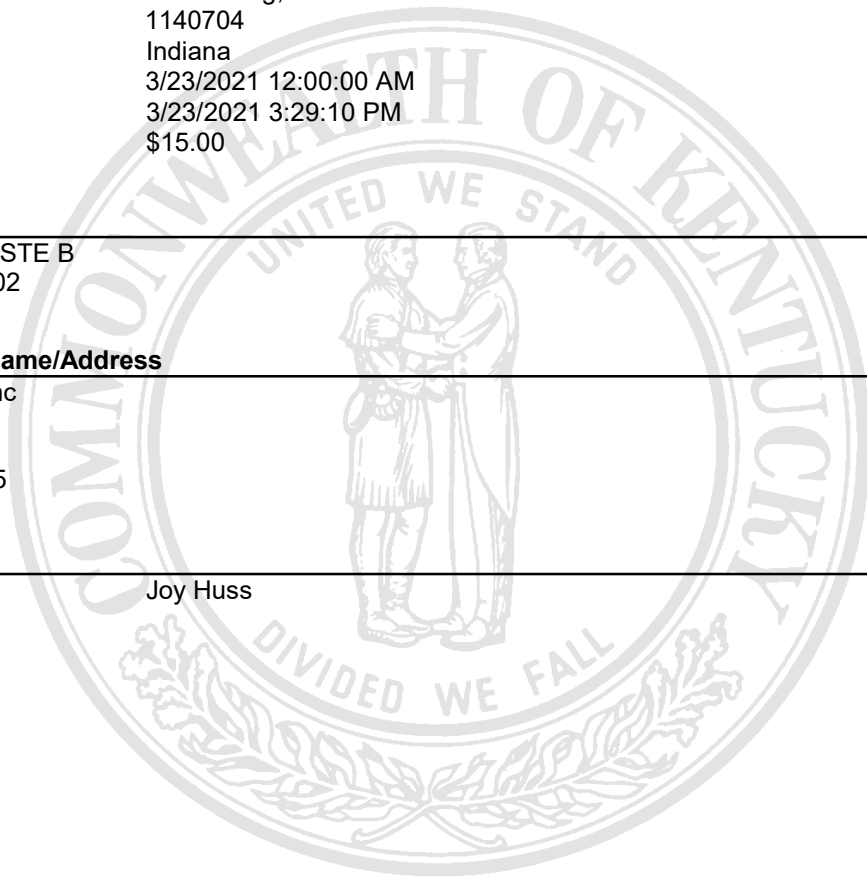 1140704
Indiana
3/23/2021 12:00:00 AM
3/23/2021 3:29:10 PM
$15.00
STE B
02
ame/Address
nc
5
Joy Huss
COMMONWEALTH OF KENTUCKY
UNITED WE STAND
DIVIDED WE FALL